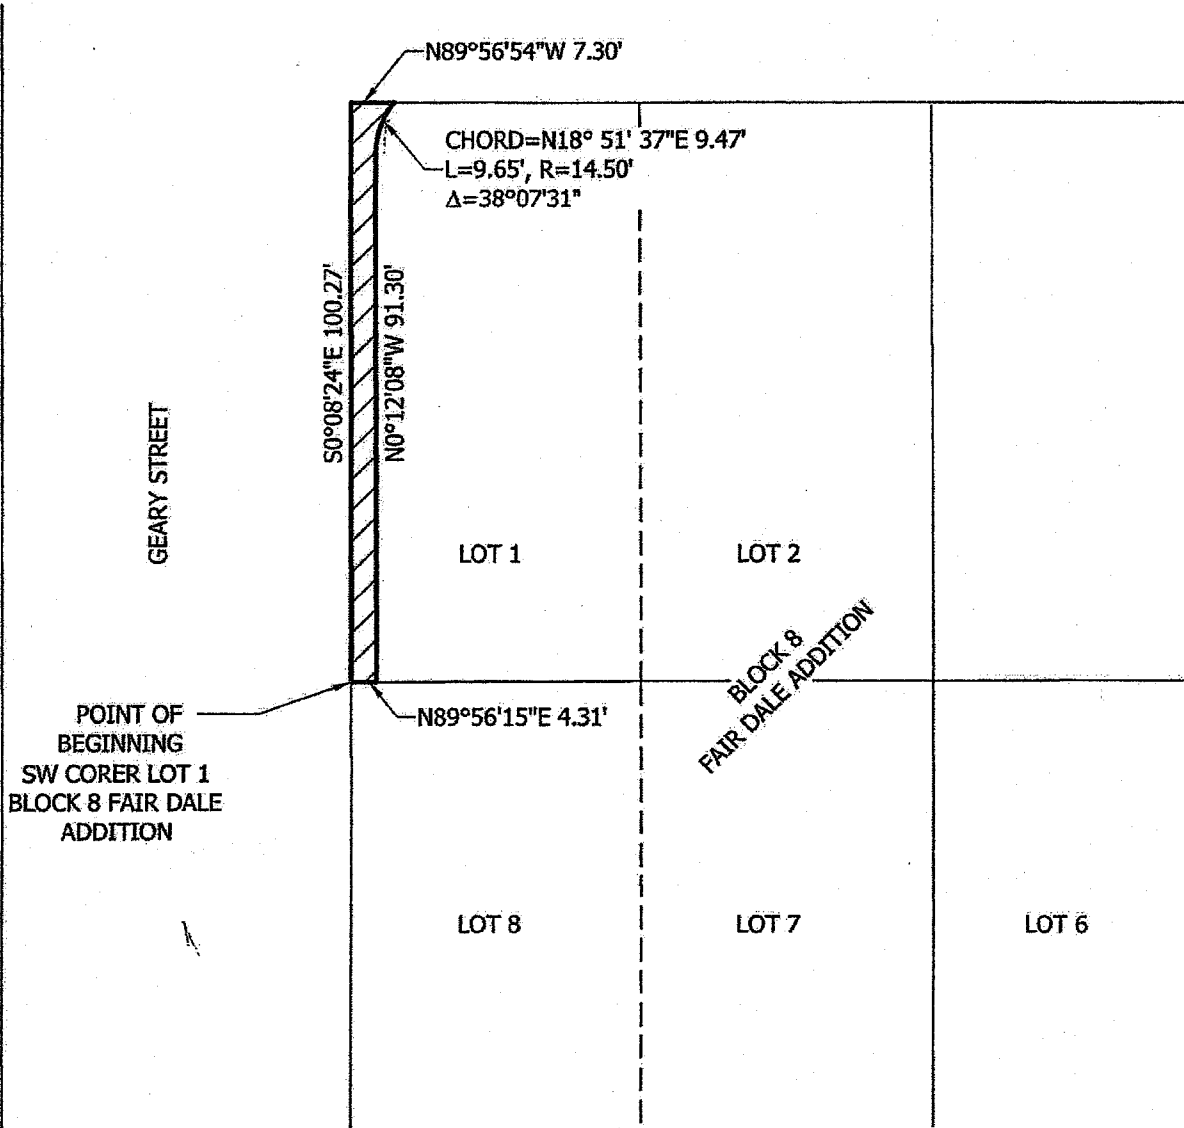 N89°56'54"W 7.30'
CHORD=N18° 51' 37"E 9.47'
L=9.65', R=14.50'
Δ=38°07'31"
S0°08'24"E 100.27'
N0°12'08"W 91.30'
GEARY STREET
LOT 1
LOT 2
BLOCK 8
FAIR DALE ADDITION
N89°56'15"E 4.31'
POINT OF
BEGINNING
SW CORER LOT 1
BLOCK 8 FAIR DALE
ADDITION
LOT 8
LOT 7
LOT 6